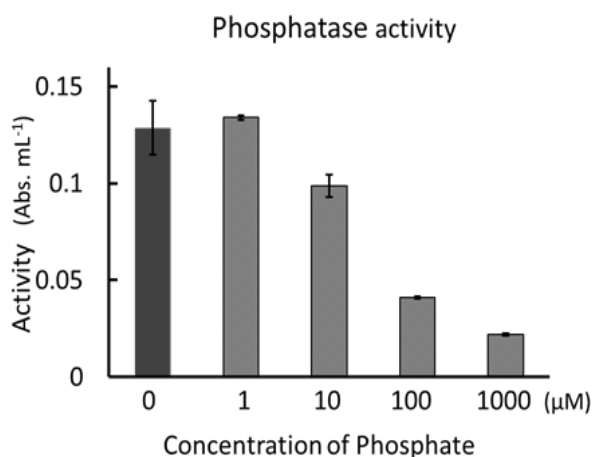 Phosphatase activity
Activity (Abs. mL⁻¹)
0.15
0.1
0.05
0
0 1 10 100 1000 (μM)
Concentration of Phosphate